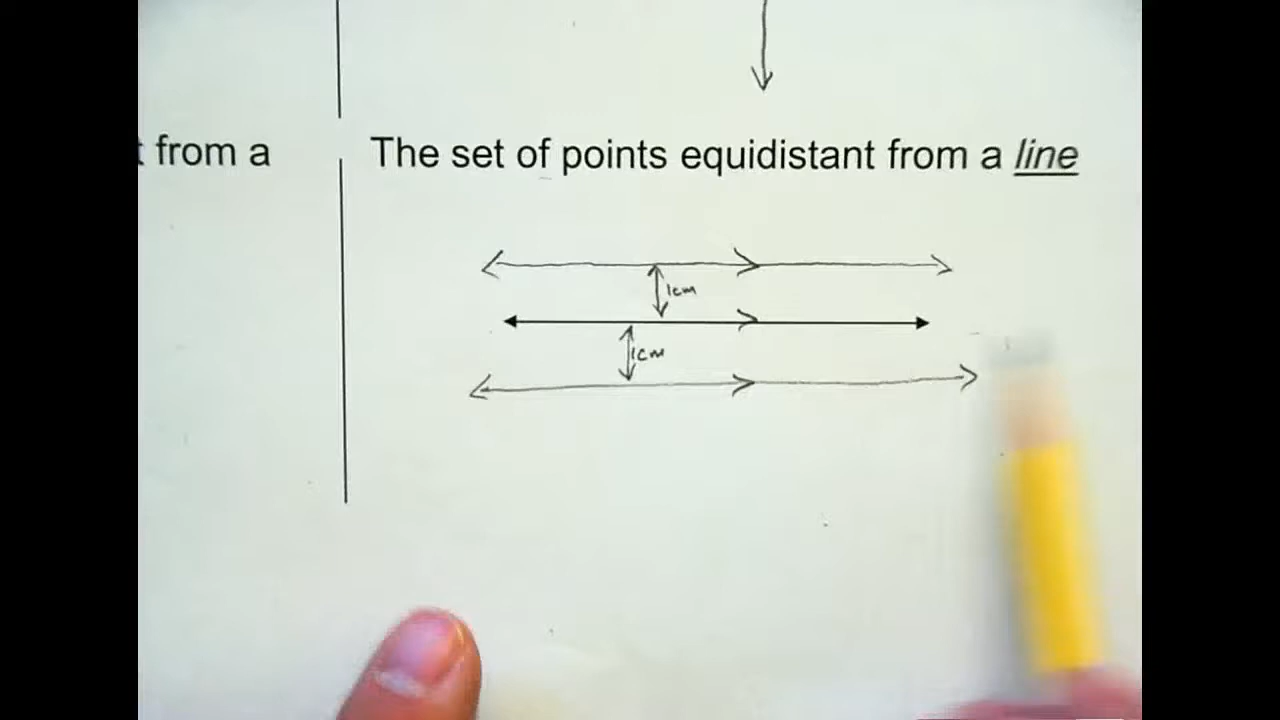 from a
The set of points equidistant from a line
1cm
1cm